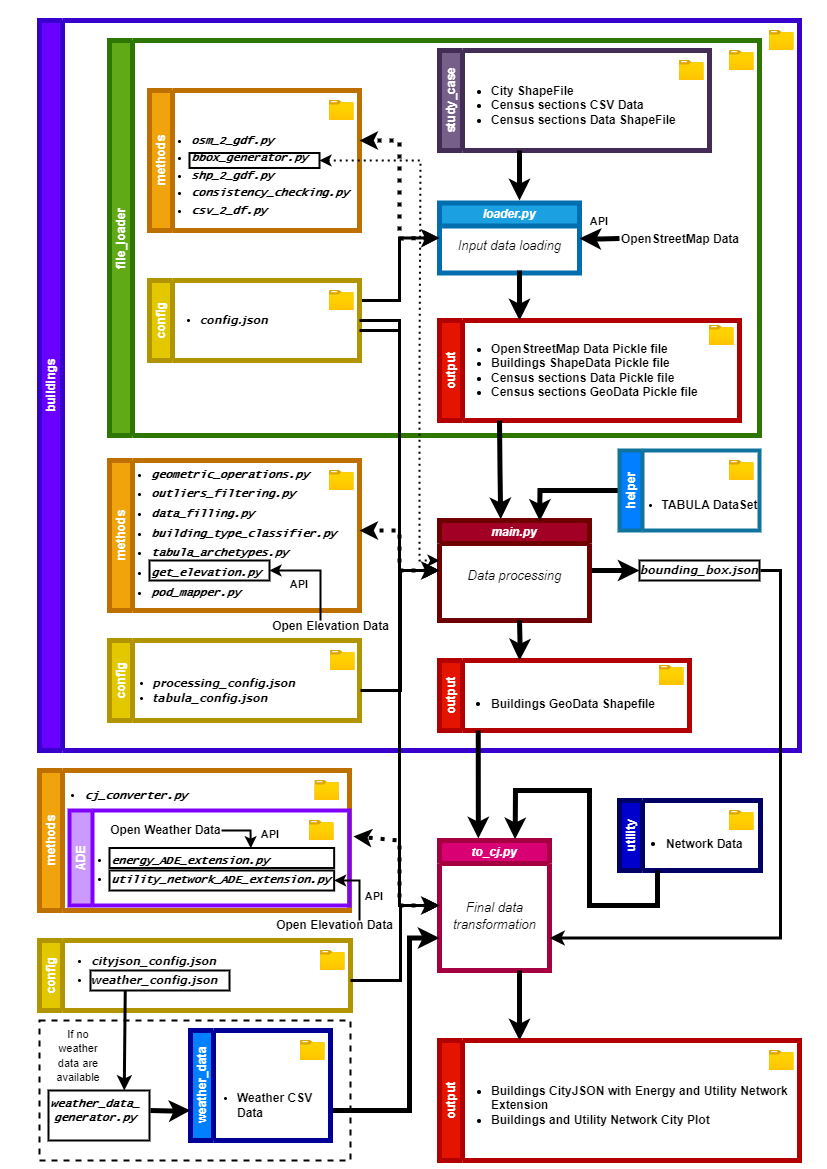 buildings
file_loader
study_case
City ShapeFile
Census sections CSV Data
Census sections Data ShapeFile
methods
osm_2_gdf.py
bbox_generator.py
shp_2_gdf.py
consistency_checking.py
csv_2_df.py
loader.py
Input data loading
API
OpenStreetMap Data
config
config.json
output
OpenStreetMap Data Pickle file
Buildings ShapeData Pickle file
Census sections Data Pickle file
Census sections GeoData Pickle file
methods
geometric_operations.py
outliers_filtering.py
data_filling.py
building_type_classifier.py
tabula_archetypes.py
get_elevation.py
pod_mapper.py
API
Open Elevation Data
helper
TABULA DataSet
main.py
Data processing
bounding_box.json
config
processing_config.json
tabula_config.json
output
Buildings GeoData Shapefile
methods
cj_converter.py
ADE
Open Weather Data
API
energy_ADE_extension.py
utility_network_ADE_extension.py
API
Open Elevation Data
utility
Network Data
to_cj.py
Final data
transformation
config
cityjson_config.json
weather_config.json
If no
weather
data are
available
weather_data_
generator.py
weather_data
Weather CSV
Data
output
Buildings CityJSON with Energy and Utility Network
Extension
Buildings and Utility Network City Plot